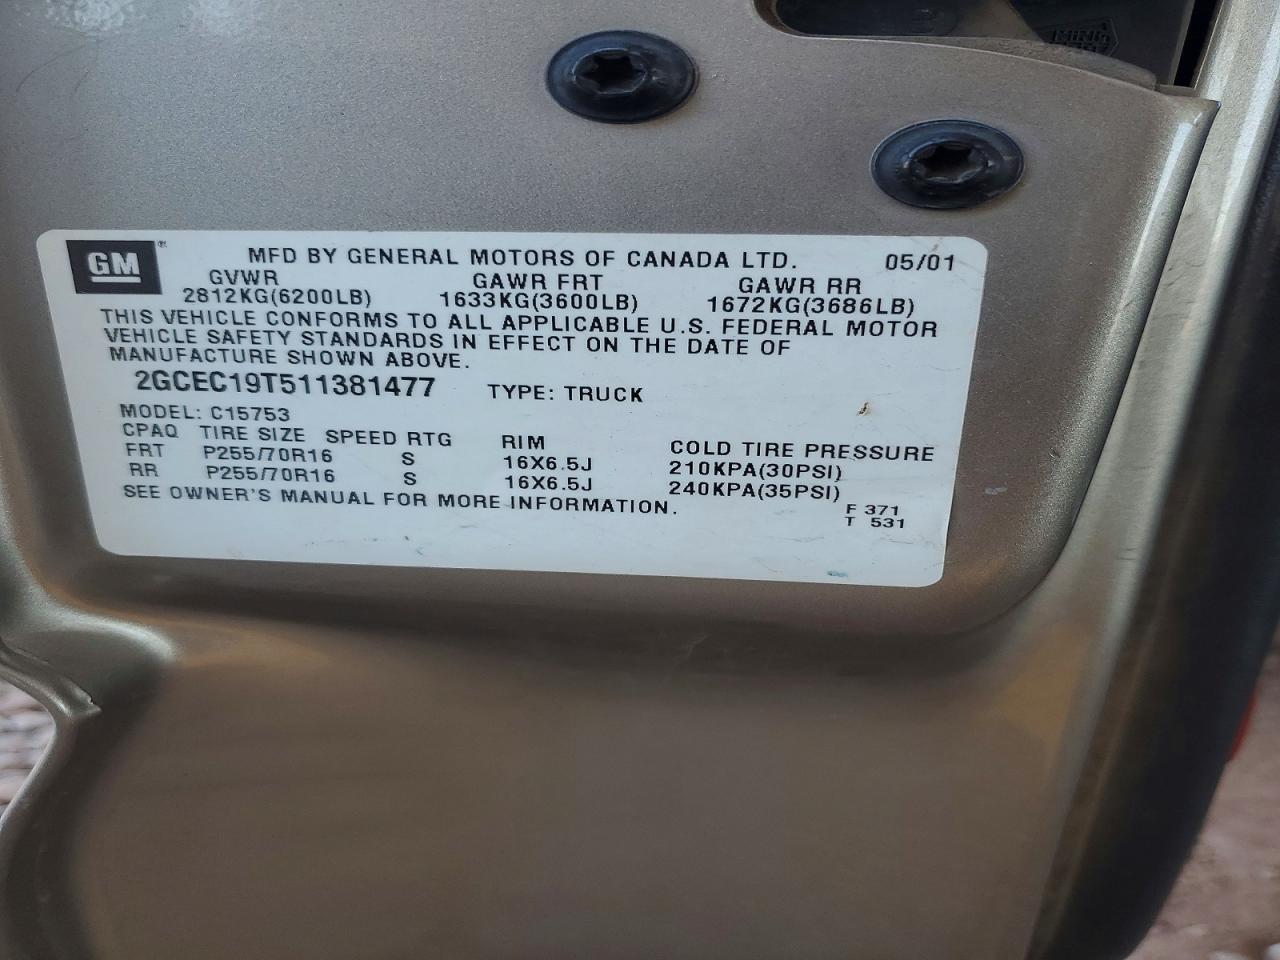 GM® MFD BY GENERAL MOTORS OF CANADA LTD. 05/01
GVWR GAWR FRT GAWR RR
2812KG(6200LB) 1633KG(3600LB) 1672KG(3686LB)
THIS VEHICLE CONFORMS TO ALL APPLICABLE U.S. FEDERAL MOTOR
VEHICLE SAFETY STANDARDS IN EFFECT ON THE DATE OF
MANUFACTURE SHOWN ABOVE.
2GCEC19T511381477 TYPE: TRUCK
MODEL: C15753
CPAQ TIRE SIZE SPEED RTG RIM COLD TIRE PRESSURE
FRT P255/70R16 S 16X6.5J 210KPA(30PSI)
RR P255/70R16 S 16X6.5J 240KPA(35PSI)
SEE OWNER'S MANUAL FOR MORE INFORMATION.
F 371
T 531